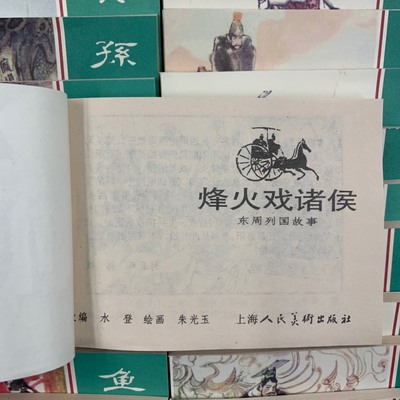 孙
烽火戏诸侯
东周列国故事
编 水登 绘画 朱光玉 上海人民美術出版社
鱼